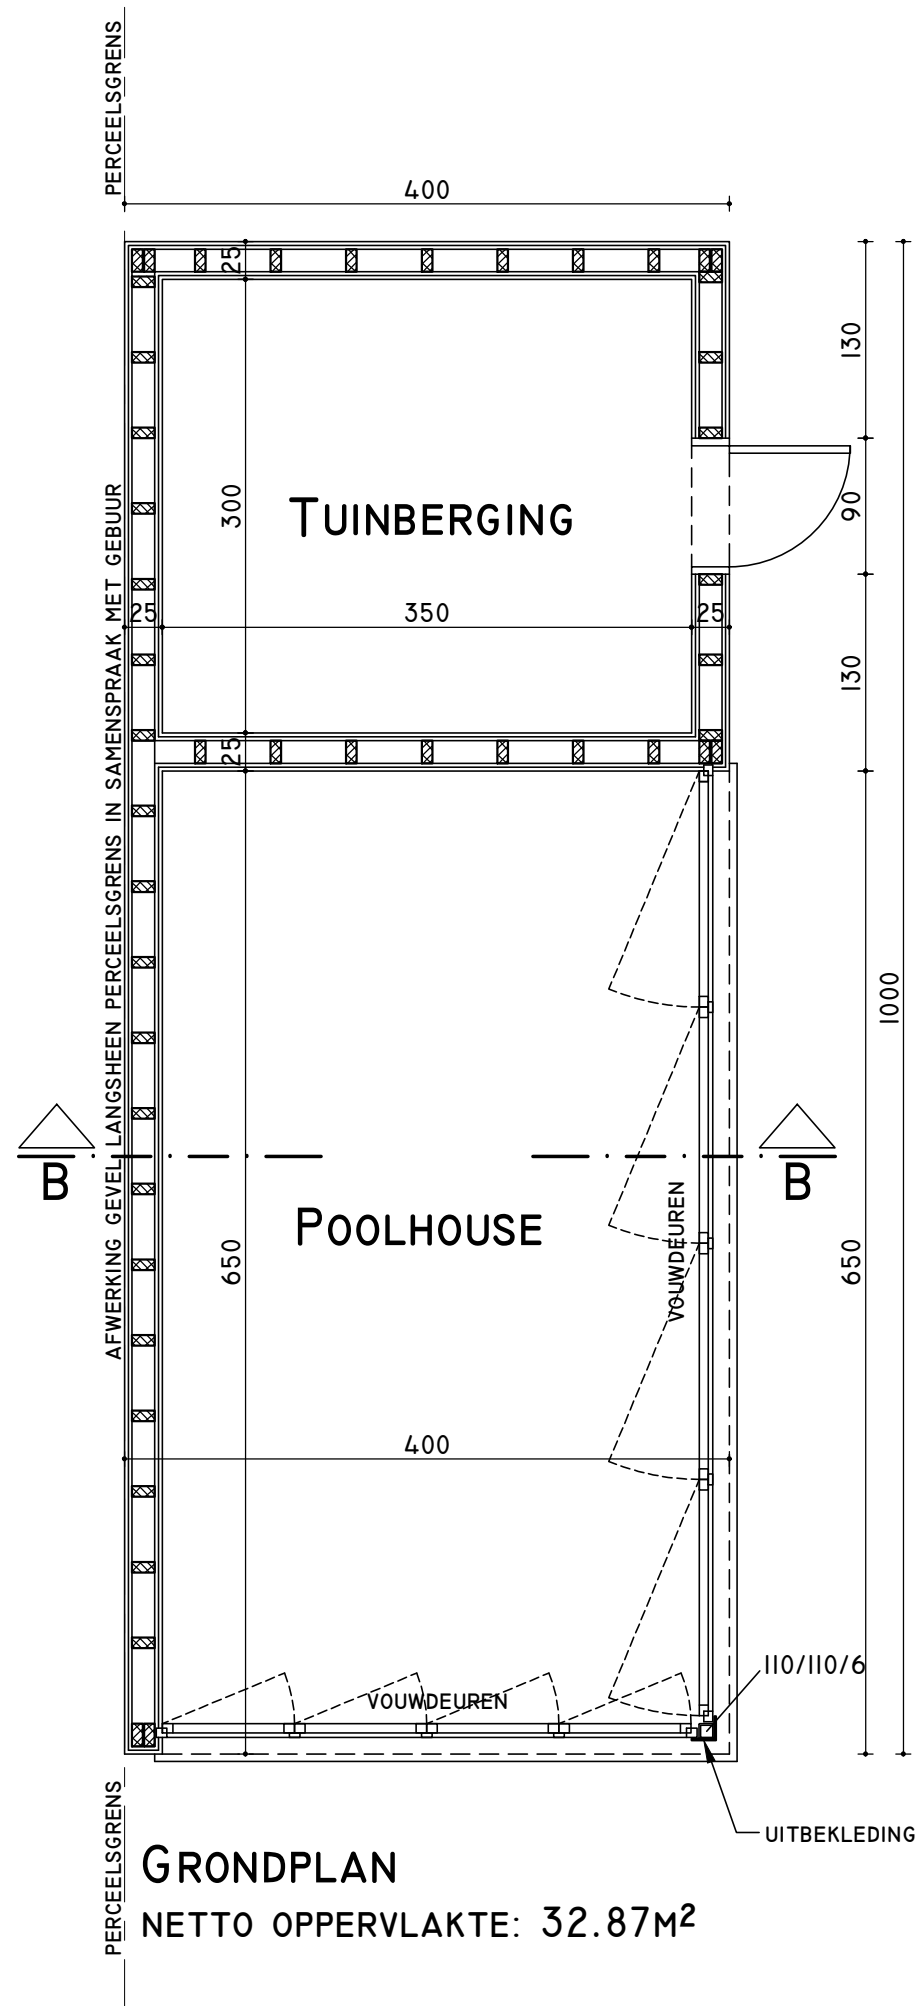 PERCEELSGRENS
400
25
130
300
TUINBERGING
90
25
350
25
130
25
AFWERKING GEVEL LANGSHEEN PERCEELSGRENS IN SAMENSPRAAK MET GEBUUR
1000
B
B
POOLHOUSE
VOUWDEUREN
650
650
400
110/110/6
VOUWDEUREN
UITBEKLEDING
PERCEELSGRENS
GRONDPLAN
NETTO OPPERVLAKTE: 32.87M²